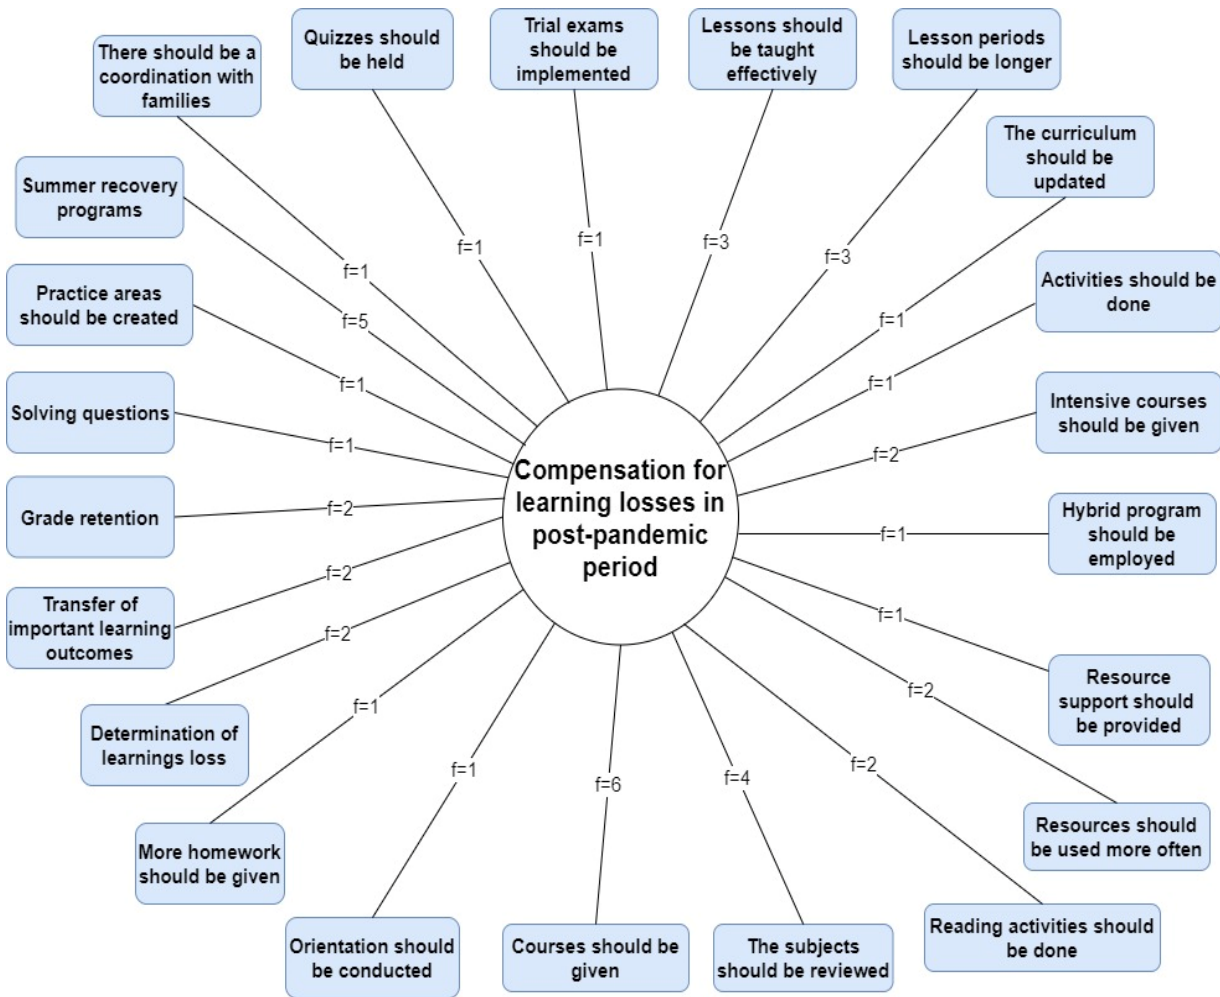 There should be a
coordination with
families
Quizzes should
be held
Trial exams
should be
implemented
Lessons should
be taught
effectively
Lesson periods
should be longer
The curriculum
should be
updated
Summer recovery
programs
Practice areas
should be created
Activities should be
done
Solving questions
Intensive courses
should be given
Grade retention
Hybrid program
should be
employed
Transfer of
important learning
outcomes
Resource
support should
be provided
Determination of
learnings loss
Resources should
be used more often
More homework
should be given
Reading activities should
be done
Orientation should
be conducted
Courses should be
given
The subjects
should be reviewed
Compensation for
learning losses in
post-pandemic
period
f=1
f=1
f=1
f=3
f=3
f=1
f=5
f=1
f=1
f=1
f=2
f=2
f=1
f=2
f=1
f=2
f=2
f=1
f=2
f=1
f=6
f=4